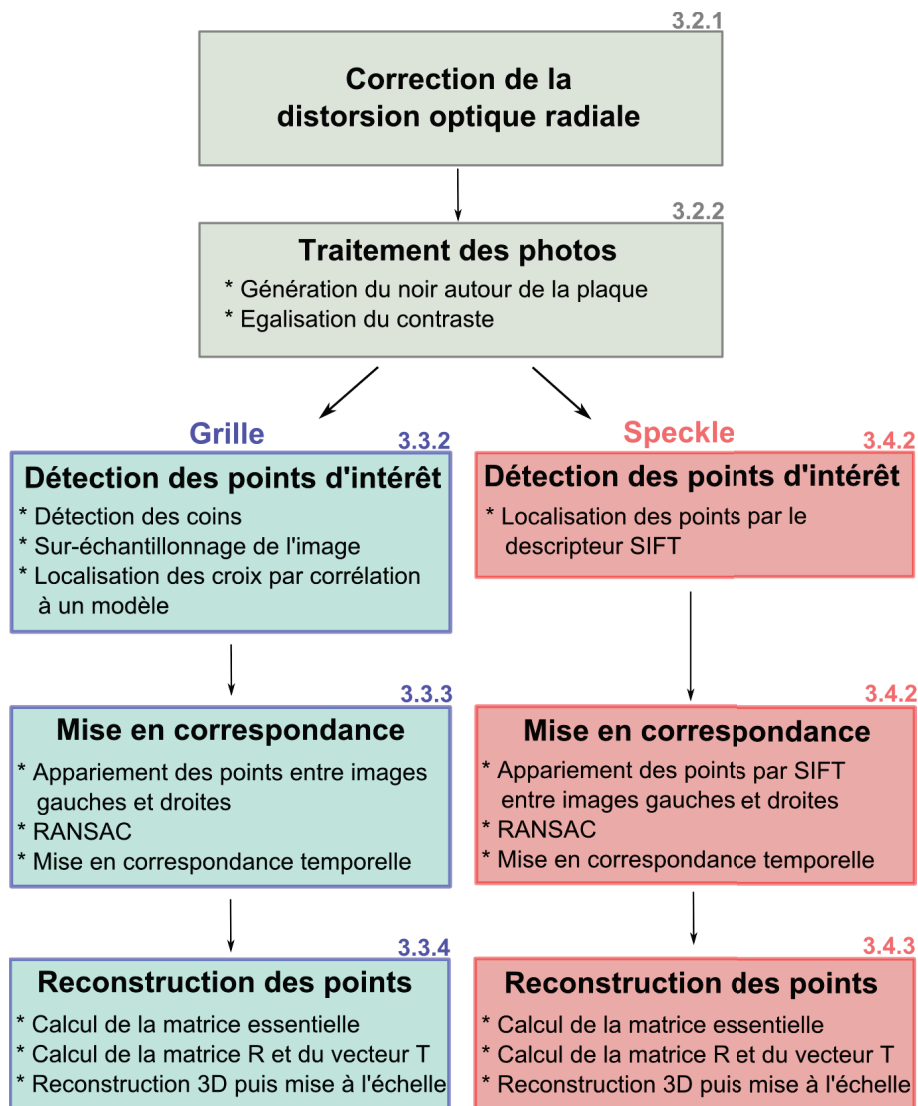 3.2.1
Correction de la
distorsion optique radiale
3.2.2
Traitement des photos
* Génération du noir autour de la plaque
* Egalisation du contraste
Grille
3.3.2
Détection des points d'intérêt
* Détection des coins
* Sur-échantillonnage de l'image
* Localisation des croix par corrélation
à un modèle
3.3.3
Mise en correspondance
* Appariement des points entre images
gauches et droites
* RANSAC
* Mise en correspondance temporelle
3.3.4
Reconstruction des points
* Calcul de la matrice essentielle
* Calcul de la matrice R et du vecteur T
* Reconstruction 3D puis mise à l'échelle
Speckle
3.4.2
Détection des points d'intérêt
* Localisation des points par le
descripteur SIFT
3.4.2
Mise en correspondance
* Appariement des points par SIFT
entre images gauches et droites
* RANSAC
* Mise en correspondance temporelle
3.4.3
Reconstruction des points
* Calcul de la matrice essentielle
* Calcul de la matrice R et du vecteur T
* Reconstruction 3D puis mise à l'échelle